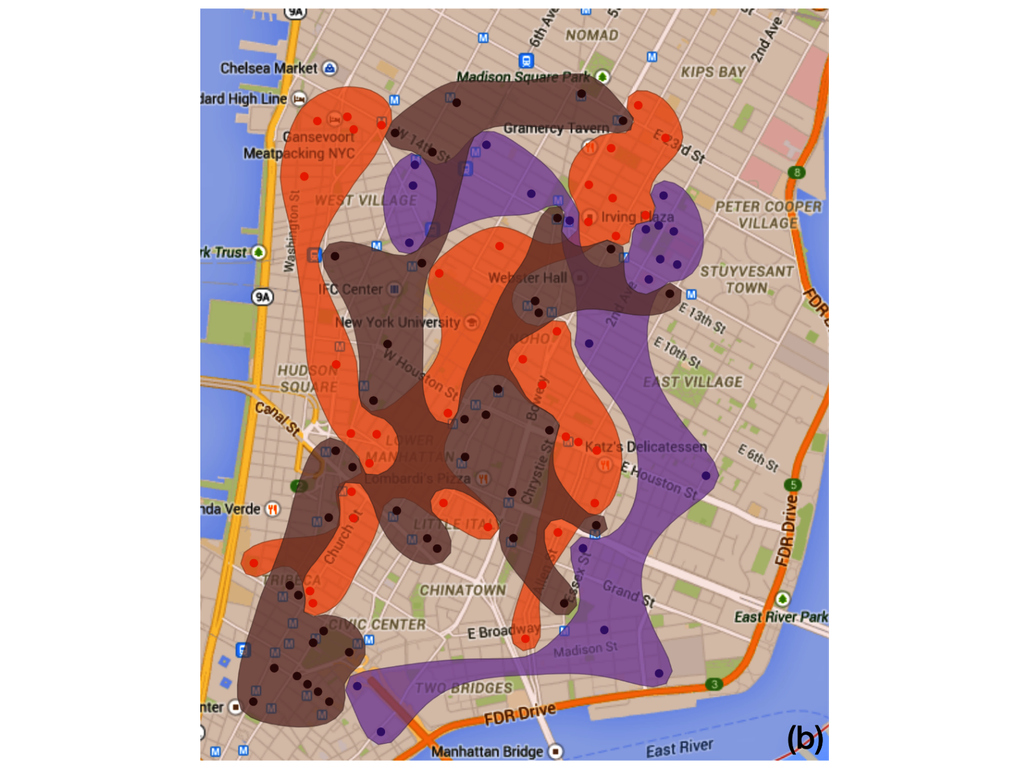 9A
5
6th Ave
2nd Ave
NOMAD
Chelsea Market
Madison Square Park
KIPS BAY
dard High Line
Gansevoort
Meatpacking NYC
W 14th St
Gramercy Tavern
E 23rd St
8
WEST VILLAGE
Irving Plaza
PETER COOPER
VILLAGE
Washington St
rk Trust
IFC Center
Webster Hall
STUYVESANT
TOWN
9A
2nd Ave
E 13th St
FDR D
New York University
NOHO
W Houston St
E 10th St
HUDSON
SQUARE
EAST VILLAGE
Bowery
Canal St
LOWER
MANHATTAN
Katz's Delicatessen
E 6th St
Lombardi's Pizza
Chrystie St
E Houston St
2
5
nda Verde
Church St
LITTLE ITALY
FDR Drive
TRIBECA
Allen St
Essex St
CHINATOWN
Grand St
East River Park
CIVIC CENTER
E Broadway
Madison St
TWO BRIDGES
3
nter
FDR Drive
Manhattan Bridge
East River
(b)